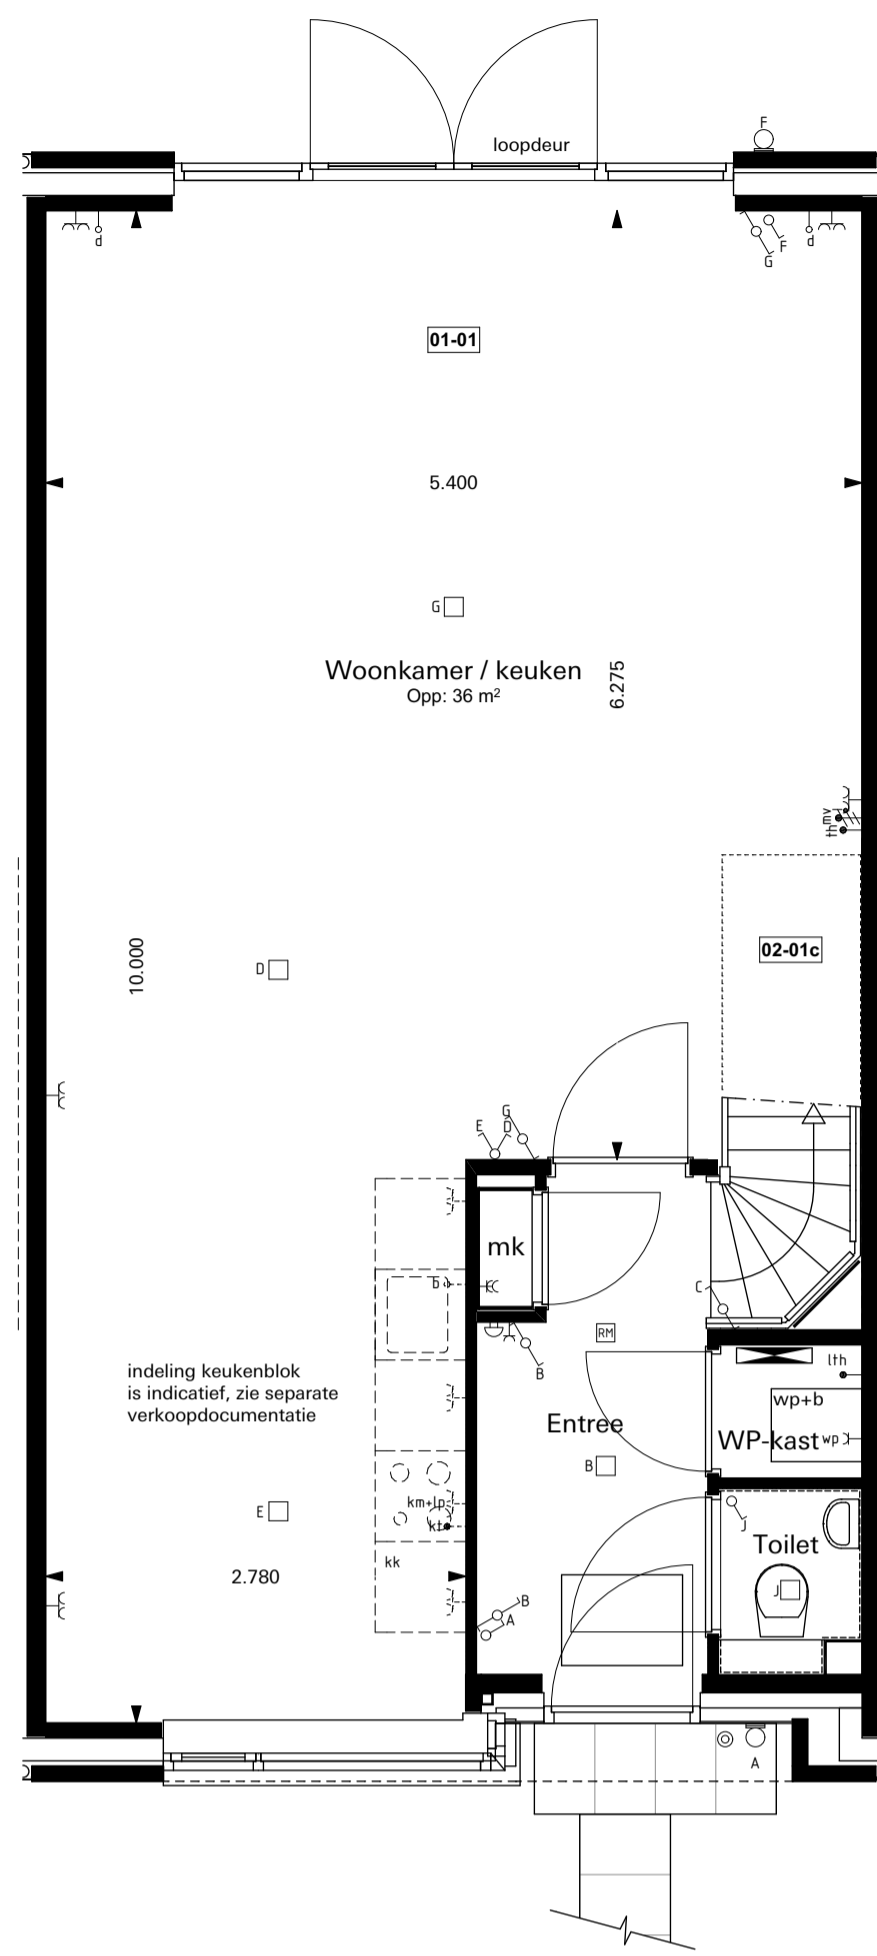 loopdeur
F
d
F
G
d
01-01
5.400
G
Woonkamer / keuken
Opp: 36 m²
6.275
mv
th
02-01c
10.000
D
G
E
D
mk
b
C
RM
B
lth
indeling keukenblok
is indicatief, zie separate
verkoopdocumentatie
wp+b
Entree
WP-kast
wp
B
km+lp
kt
E
J
Toilet
kk
2.780
J
B
A
A